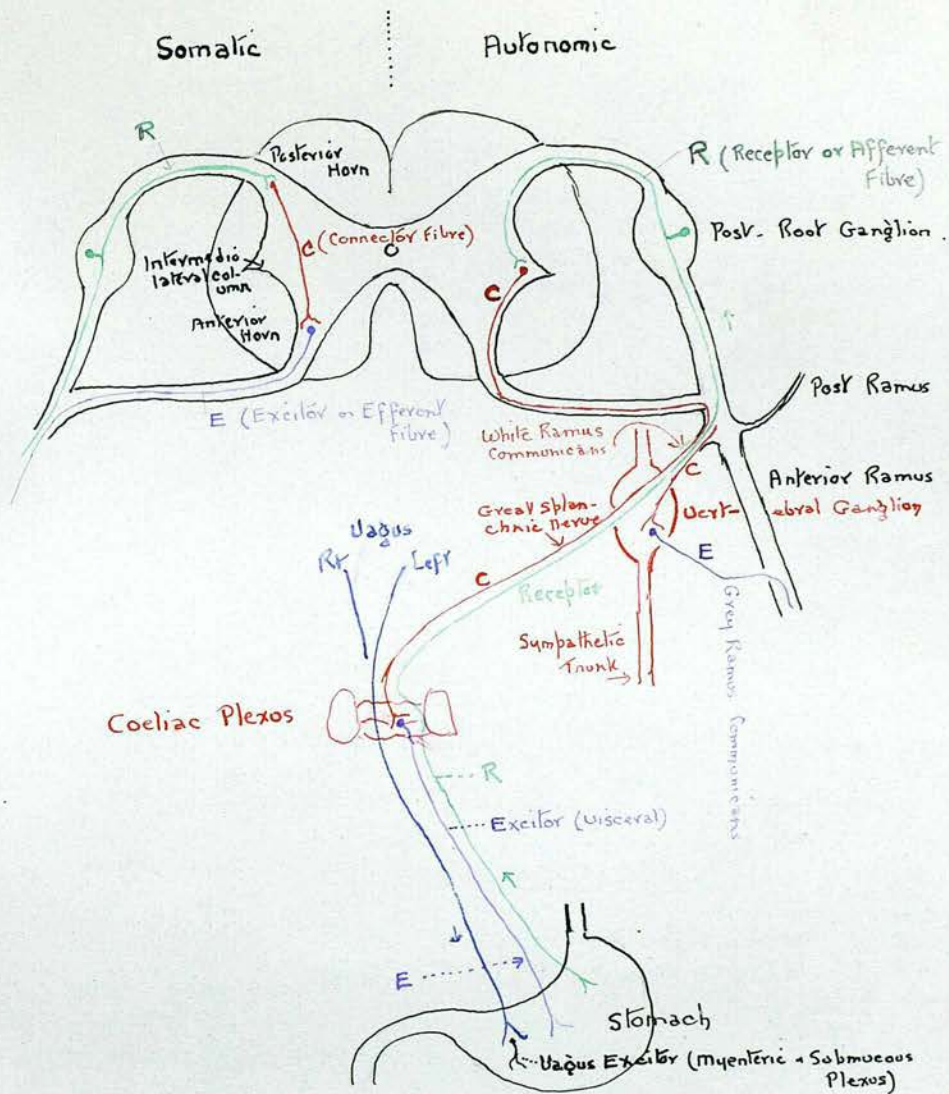 Somatic
Autonomic
R
Posterior
Horn
R (Receptor or Afferent
Fibre)
C (Connector Fibre)
Post- Root Ganglion.
Intermedio
lateral col-
umn
C
Anterior
Horn
E (Excitor or Efferent
Fibre)
Post Ramus
White Ramus
Communicans
C
Anterior Ramus
Great Splan-
chnic nerve
Vert-ebral Ganglion
Vagus
Rt
Left
E
C
Receptor
Grey Ramus Communicans
Sympathetic
Trunk
Coeliac Plexos
R
Excitor (Visceral)
E
Stomach
Vagus Excitor (Myenteric + Submucous
Plexus)